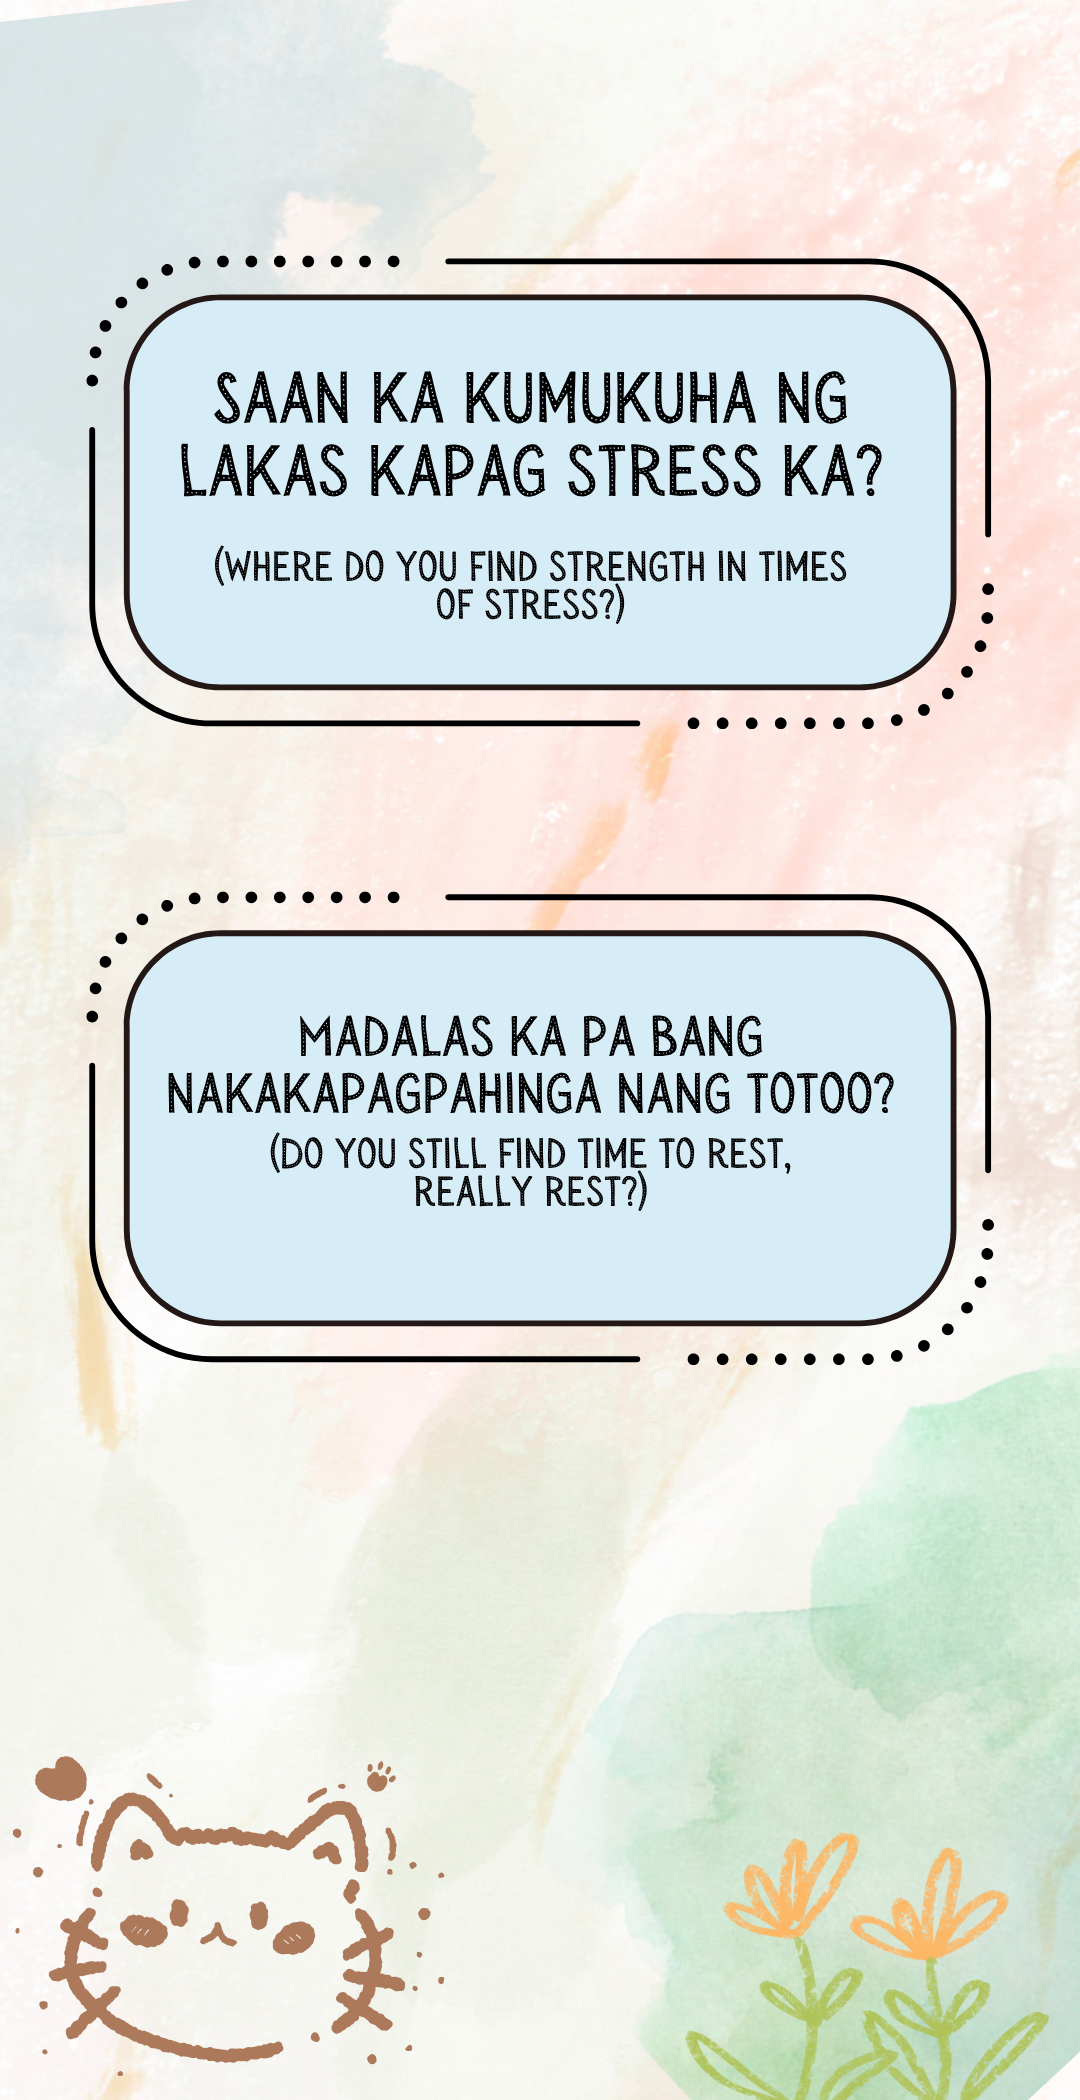 SAAN KA KUMUKUHA NG
LAKAS KAPAG STRESS KA?
(WHERE DO YOU FIND STRENGTH IN TIMES
OF STRESS?)
MADALAS KA PA BANG
NAKAKAPAGPAHINGA NANG TOTOO?
(DO YOU STILL FIND TIME TO REST,
REALLY REST?)